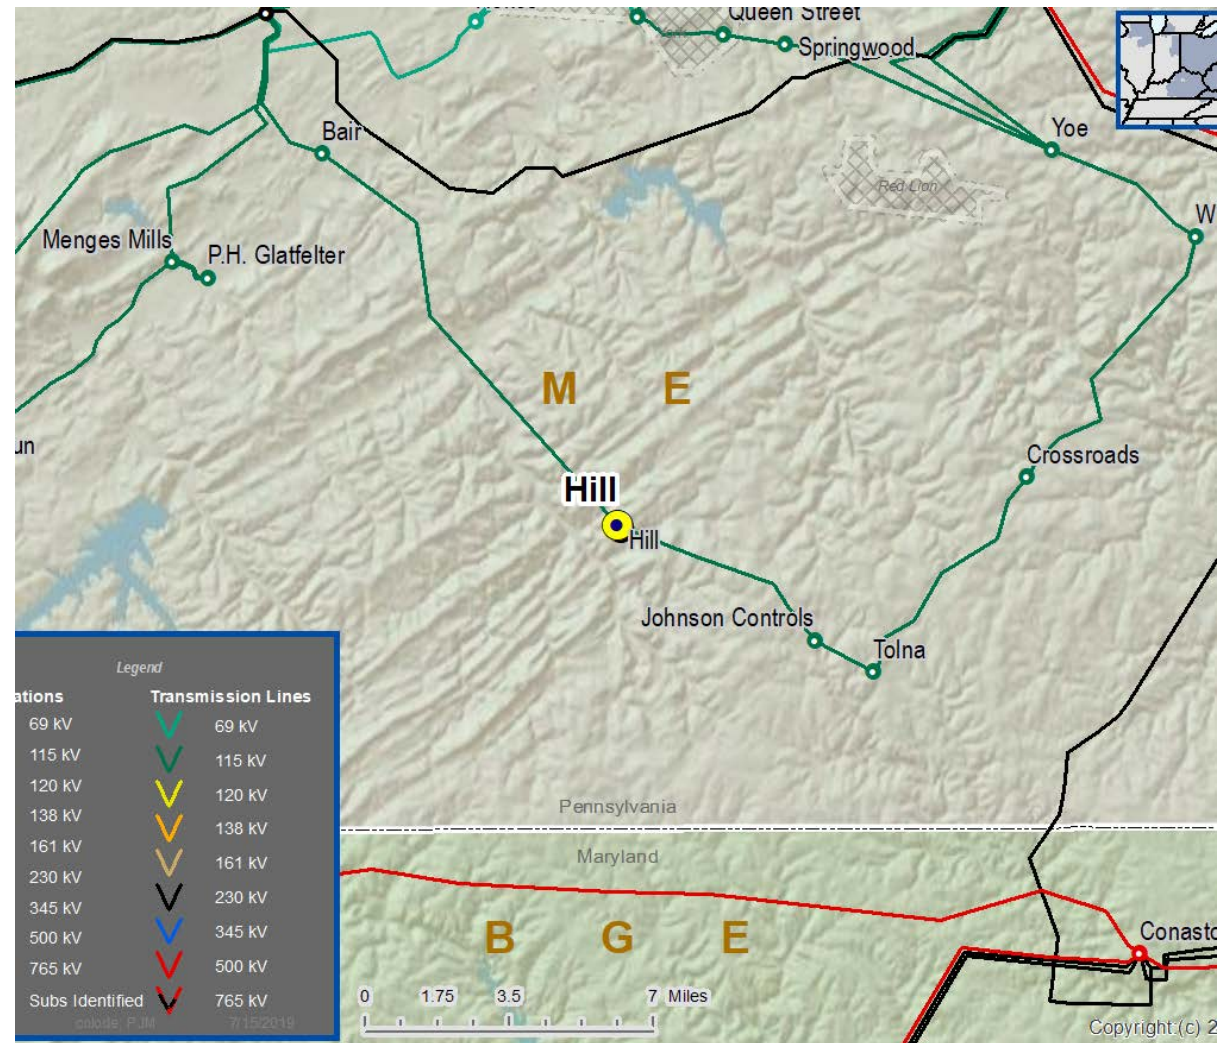 Queen Street
York
Springwood
Bair
Yoe
Red Lion
W
Menges Mills
P.H. Glatfelter
M E
un
Crossroads
Hill
Hill
Johnson Controls
Tolna
Legend
ations
Transmission Lines
69 kV
69 kV
115 kV
115 kV
120 kV
120 kV
138 kV
138 kV
161 kV
161 kV
230 kV
230 kV
345 kV
345 kV
500 kV
500 kV
765 kV
765 kV
Subs Identified
PJM
7/15/2019
Pennsylvania
Maryland
B G E
Conasto
0 1.75 3.5 7 Miles
Copyright:(c) 2